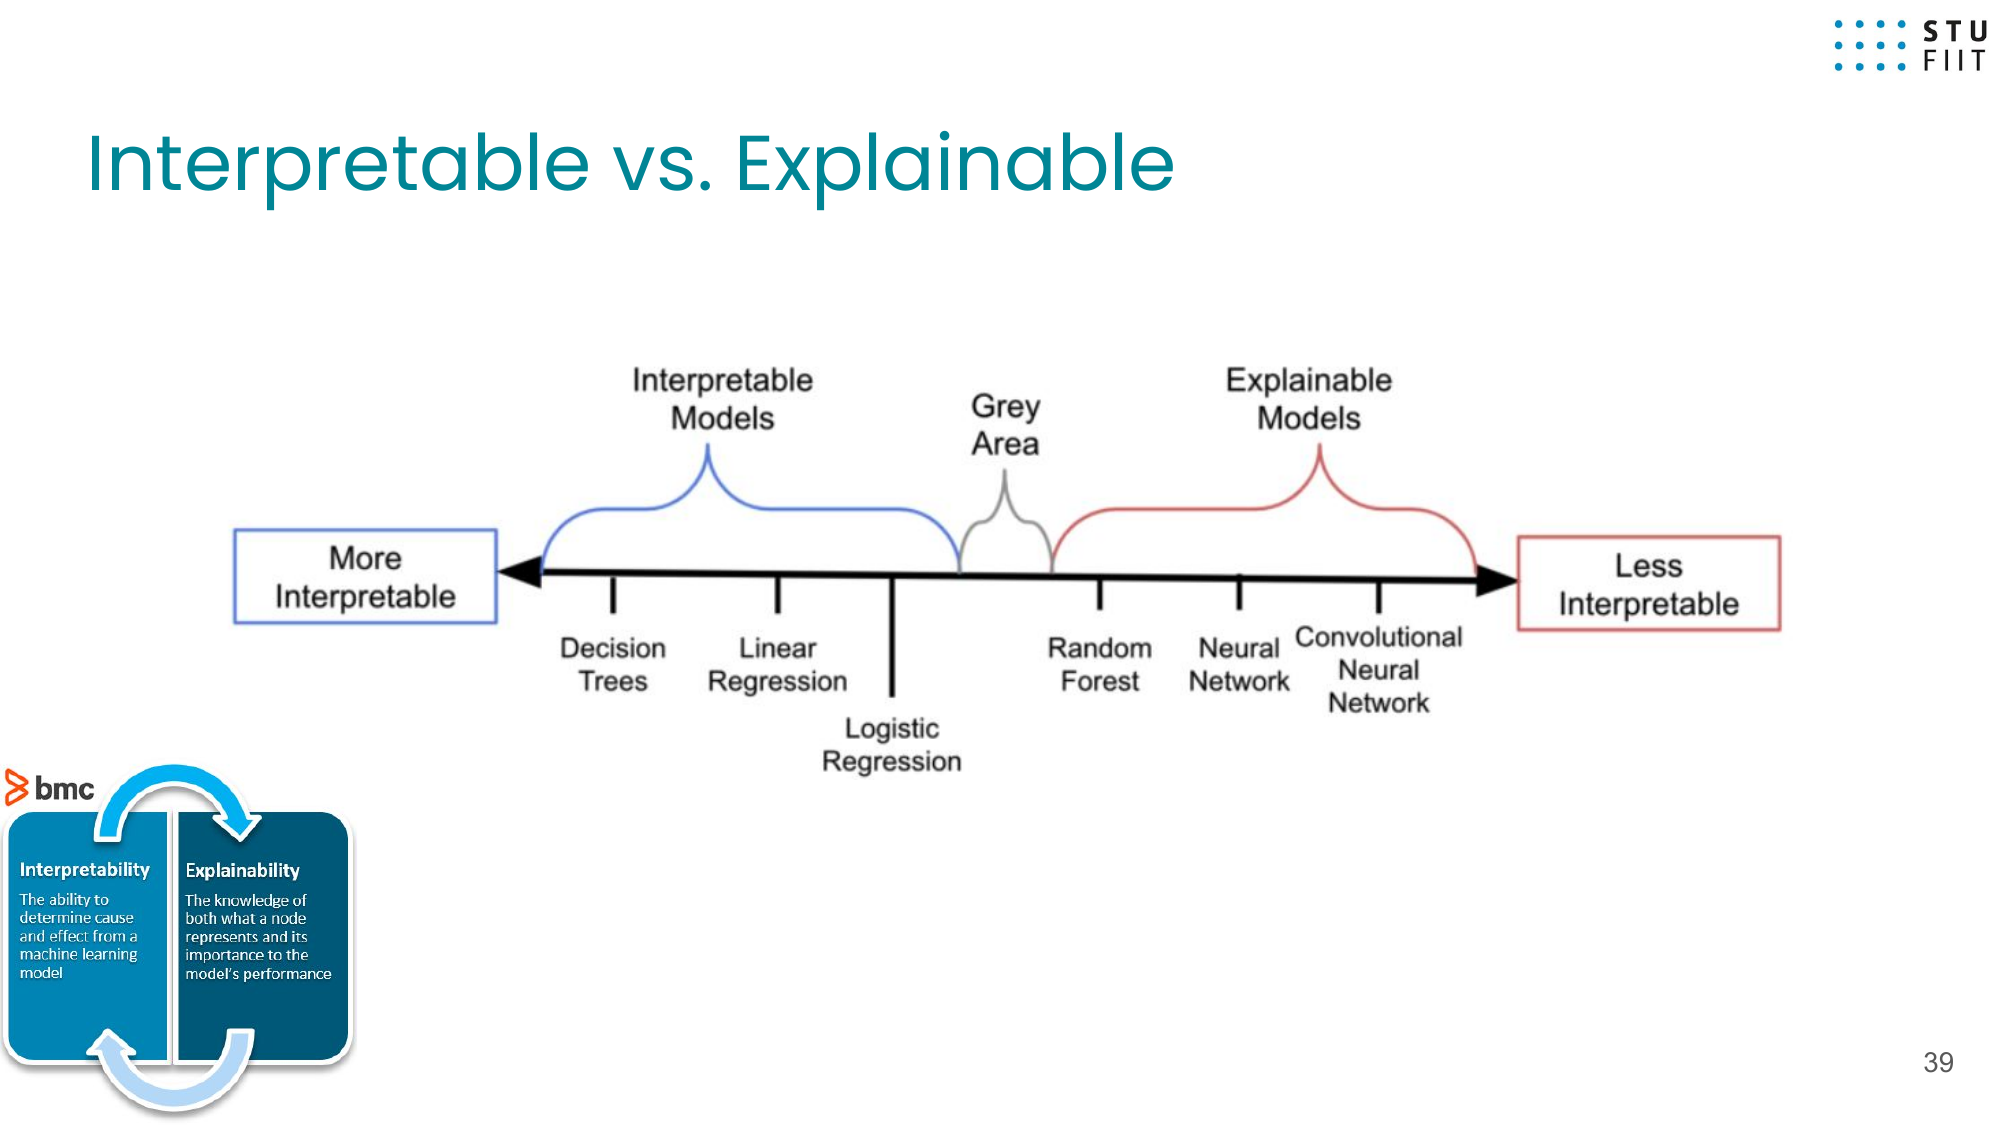 STU
FIIT
Interpretable vs. Explainable
Interpretable
Models
Grey
Area
Explainable
Models
More
Interpretable
Less
Interpretable
Decision
Trees
Linear
Regression
Logistic
Regression
Random
Forest
Neural
Network
Convolutional
Neural
Network
bmc
Interpretability
The ability to
determine cause
and effect from a
machine learning
model
Explainability
The knowledge of
both what a node
represents and its
importance to the
model's performance
39